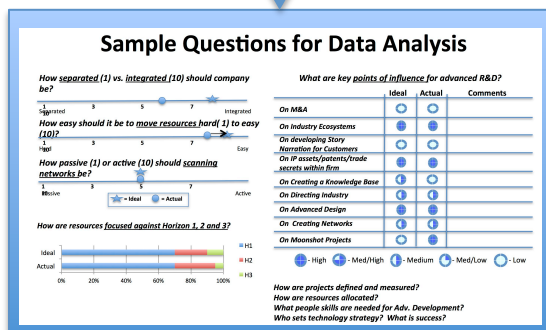 Sample Questions for Data Analysis
How separated (1) vs. integrated (10) should company
be?
1 3 5 7
10
Separated Integrated
How easy should it be to move resources hard( 1) to easy
(10)?
1 3 5 7
10
Hard Easy
How passive (1) or active (10) should scanning
networks be?
1 3 5 7
Passive Active
= Ideal = Actual
How are resources focused against Horizon 1, 2 and 3?
Ideal
Actual
0% 20% 40% 60% 80% 100%
H1
H2
H3
What are key points of influence for advanced R&D?
Ideal Actual Comments
On M&A
On Industry Ecosystems
On developing Story
Narration for Customers
On IP assets/patents/trade
secrets within firm
On Creating a Knowledge Base
On Directing Industry
On Advanced Design
On Creating Networks
On Moonshot Projects
- High - Med/High - Medium - Med/Low - Low
How are projects defined and measured?
How are resources allocated?
What people skills are needed for Adv. Development?
Who sets technology strategy? What is success?